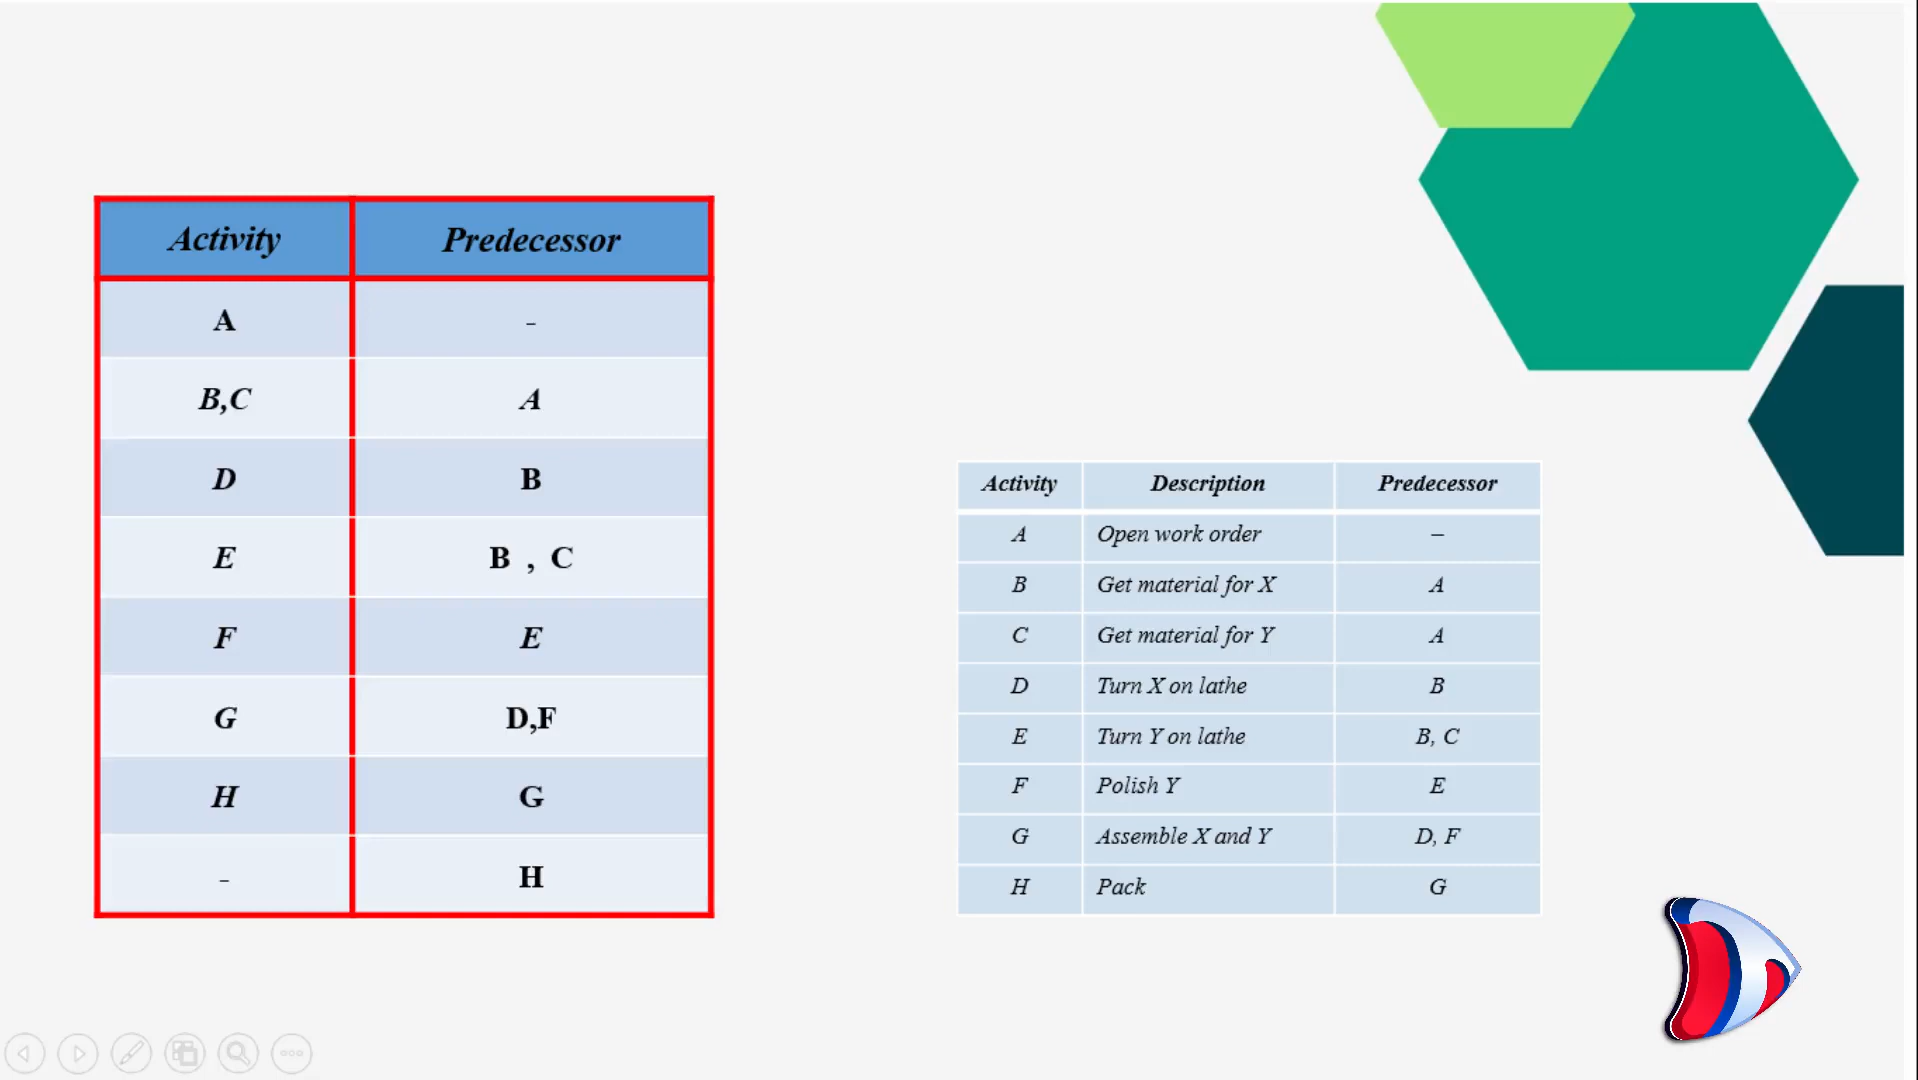 Activity Predecessor
A -
B,C A
D B
E B , C
F E
G D,F
H G
- H
Activity Description Predecessor
A Open work order –
B Get material for X A
C Get material for Y A
D Turn X on lathe B
E Turn Y on lathe B, C
F Polish Y E
G Assemble X and Y D, F
H Pack G